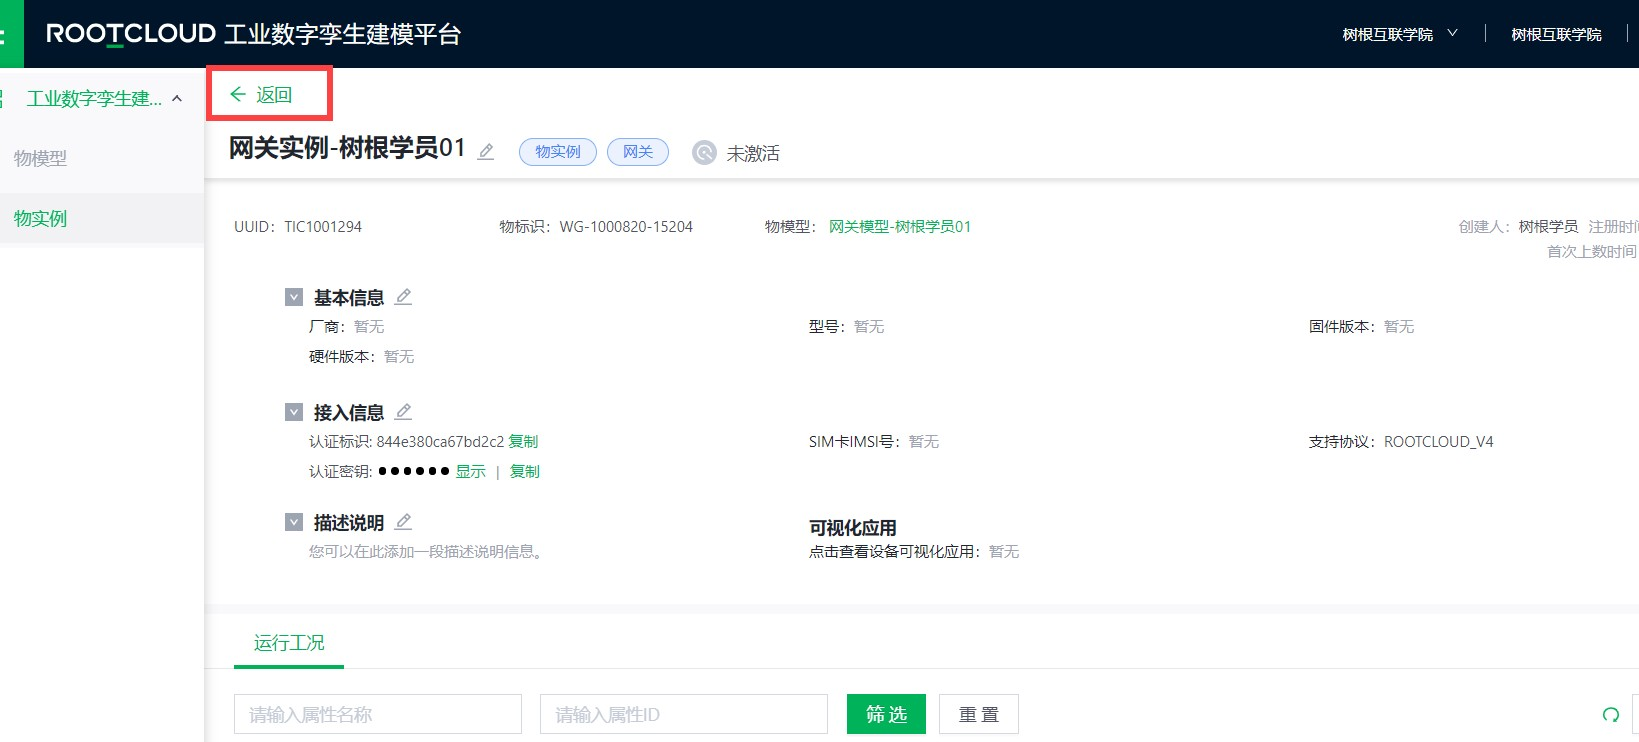 ROOTCLOUD 工业数字孪生建模平台
树根互联学院
树根互联学院
工业数字孪生建...
物模型
物实例
返回
网关实例-树根学员01
物实例
网关
未激活
UUID: TIC1001294
物标识: WG-1000820-15204
物模型: 网关模型-树根学员01
创建人: 树根学员 注册时间
首次上数时间
基本信息
厂商: 暂无
型号: 暂无
固件版本: 暂无
硬件版本: 暂无
接入信息
认证标识: 844e380ca67bd2c2 复制
SIM卡IMSI号: 暂无
支持协议: ROOTCLOUD_V4
认证密钥: ●●●●●● 显示 | 复制
描述说明
您可以在此添加一段描述说明信息。
可视化应用
点击查看设备可视化应用: 暂无
运行工况
请输入属性名称
请输入属性ID
筛 选
重 置